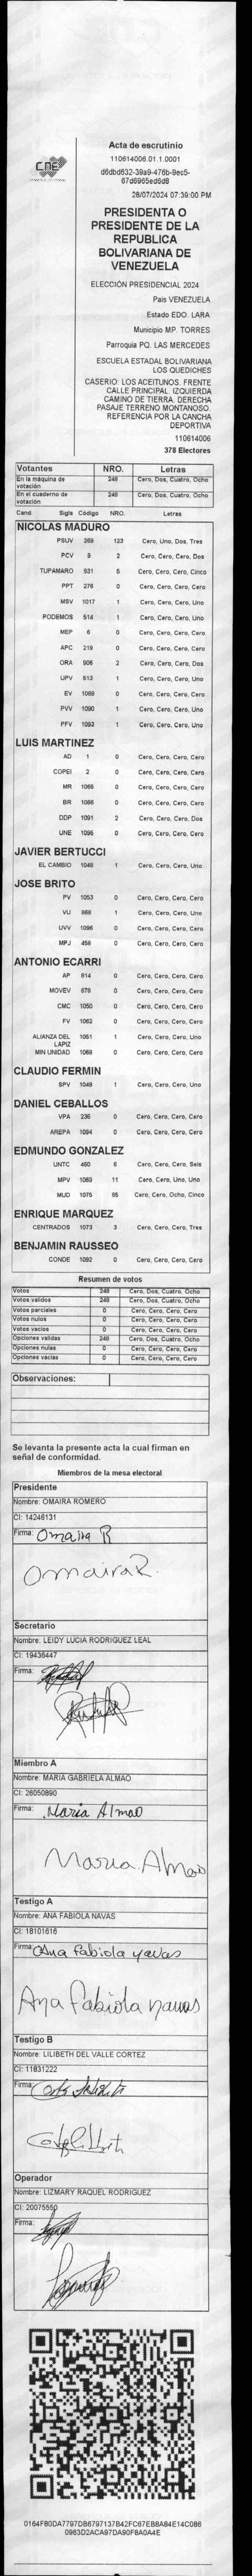 CNE
Acta de escrutinio
110614006.01.1.0001
d6dbd632-39a9-476b-9ec5-
67d6965ed6d8
28/07/2024 07:39:00 PM
PRESIDENTA O
PRESIDENTE DE LA
REPUBLICA
BOLIVARIANA DE
VENEZUELA
ELECCIÓN PRESIDENCIAL 2024
Pais VENEZUELA
Estado EDO. LARA
Municipio MP. TORRES
Parroquia PQ. LAS MERCEDES
ESCUELA ESTADAL BOLIVARIANA
LOS QUEDICHES
CASERIO: LOS ACEITUNOS. FRENTE
CALLE PRINCIPAL. IZQUIERDA
CAMINO DE TIERRA. DERECHA
PASAJE TERRENO MONTAÑOSO.
REFERENCIA POR LA CANCHA
DEPORTIVA
110614006
378 Electores
Votantes NRO. Letras
En la máquina de votación 248 Cero, Dos, Cuatro, Ocho
En el cuaderno de votación 248 Cero, Dos, Cuatro, Ocho
Cand. Sigla Código NRO. Letras
NICOLAS MADURO
PSUV 269 123 Cero, Uno, Dos, Tres
PCV 9 2 Cero, Cero, Cero, Dos
TUPAMARO 931 5 Cero, Cero, Cero, Cinco
PPT 276 0 Cero, Cero, Cero, Cero
MSV 1017 1 Cero, Cero, Cero, Uno
PODEMOS 514 1 Cero, Cero, Cero, Uno
MEP 6 0 Cero, Cero, Cero, Cero
APC 219 0 Cero, Cero, Cero, Cero
ORA 906 2 Cero, Cero, Cero, Dos
UPV 513 1 Cero, Cero, Cero, Uno
EV 1089 0 Cero, Cero, Cero, Cero
PVV 1090 1 Cero, Cero, Cero, Uno
PFV 1093 1 Cero, Cero, Cero, Uno
LUIS MARTINEZ
AD 1 0 Cero, Cero, Cero, Cero
COPEI 2 0 Cero, Cero, Cero, Cero
MR 1065 0 Cero, Cero, Cero, Cero
BR 1066 0 Cero, Cero, Cero, Cero
DDP 1091 2 Cero, Cero, Cero, Dos
UNE 1095 0 Cero, Cero, Cero, Cero
JAVIER BERTUCCI
EL CAMBIO 1048 1 Cero, Cero, Cero, Uno
JOSE BRITO
PV 1053 0 Cero, Cero, Cero, Cero
VU 868 1 Cero, Cero, Cero, Uno
UVV 1096 0 Cero, Cero, Cero, Cero
MPJ 458 0 Cero, Cero, Cero, Cero
ANTONIO ECARRI
AP 814 0 Cero, Cero, Cero, Cero
MOVEV 878 0 Cero, Cero, Cero, Cero
CMC 1050 0 Cero, Cero, Cero, Cero
FV 1062 0 Cero, Cero, Cero, Cero
ALIANZA DEL LAPIZ 1051 1 Cero, Cero, Cero, Uno
MIN UNIDAD 1068 0 Cero, Cero, Cero, Cero
CLAUDIO FERMIN
SPV 1049 1 Cero, Cero, Cero, Uno
DANIEL CEBALLOS
VPA 236 0 Cero, Cero, Cero, Cero
AREPA 1094 0 Cero, Cero, Cero, Cero
EDMUNDO GONZALEZ
UNTC 460 6 Cero, Cero, Cero, Seis
MPV 1069 11 Cero, Cero, Uno, Uno
MUD 1075 85 Cero, Cero, Ocho, Cinco
ENRIQUE MARQUEZ
CENTRADOS 1073 3 Cero, Cero, Cero, Tres
BENJAMIN RAUSSEO
CONDE 1092 0 Cero, Cero, Cero, Cero
Resumen de votos
Votos 248 Cero, Dos, Cuatro, Ocho
Votos validos 248 Cero, Dos, Cuatro, Ocho
Votos parciales 0 Cero, Cero, Cero, Cero
Votos nulos 0 Cero, Cero, Cero, Cero
Votos vacios 0 Cero, Cero, Cero, Cero
Opciones validas 248 Cero, Dos, Cuatro, Ocho
Opciones nulas 0 Cero, Cero, Cero, Cero
Opciones vacias 0 Cero, Cero, Cero, Cero
Observaciones:
Se levanta la presente acta la cual firman en
señal de conformidad.
Miembros de la mesa electoral
Presidente
Nombre: OMAIRA ROMERO
CI: 14246131
Firma: Omaira R
Omaira R.
Secretario
Nombre: LEIDY LUCIA RODRIGUEZ LEAL
CI: 19436447
Firma:
Miembro A
Nombre: MARIA GABRIELA ALMAO
CI: 26050890
Firma: Maria Almao
Maria Almao
Testigo A
Nombre: ANA FABIOLA NAVAS
CI: 18101616
Firma: Ana fabiola navas
Ana fabiola navas
Testigo B
Nombre: LILIBETH DEL VALLE CORTEZ
CI: 11831222
Firma:
Operador
Nombre: LIZMARY RAQUEL RODRIGUEZ
CI: 20075550
Firma:
0164F80DA7797DB6797137B42FC67EB8A84E14C086
0963D2ACA97DA90F8A0A4E